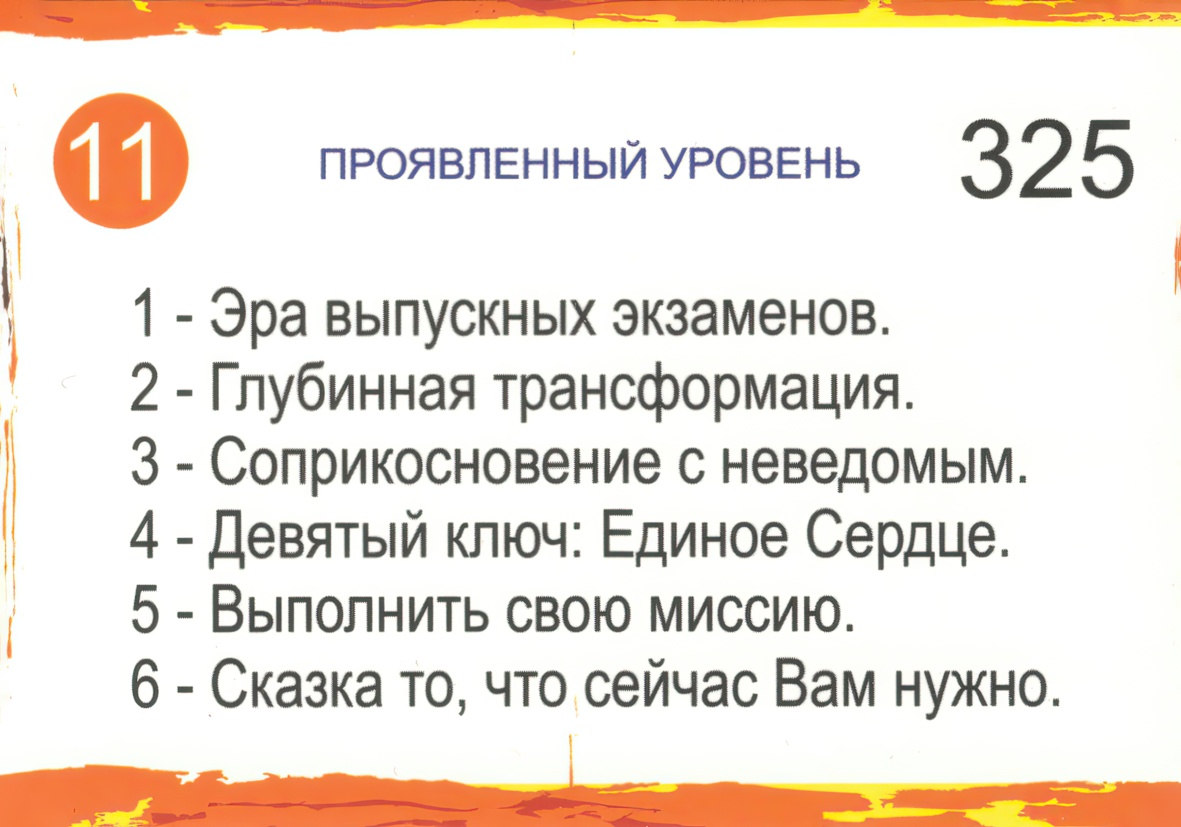 11 ПРОЯВЛЕННЫЙ УРОВЕНЬ 325
1 - Эра выпускных экзаменов.
2 - Глубинная трансформация.
3 - Соприкосновение с неведомым.
4 - Девятый ключ: Единое Сердце.
5 - Выполнить свою миссию.
6 - Сказка то, что сейчас Вам нужно.